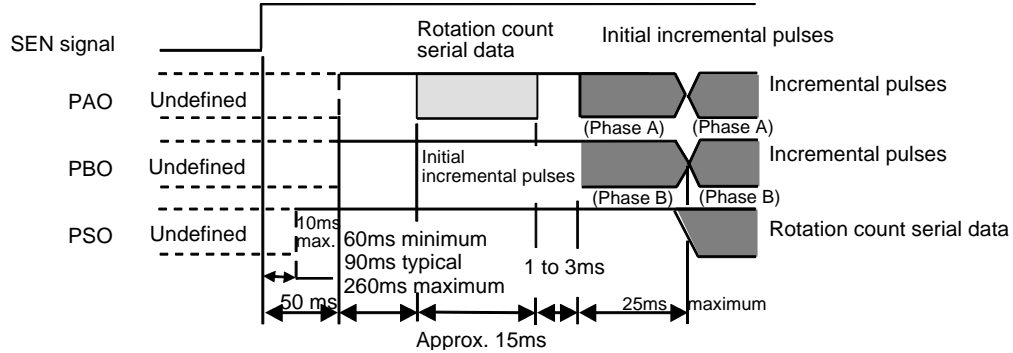 SEN signal
Rotation count
serial data
Initial incremental pulses
PAO
Undefined
Incremental pulses
(Phase A)
(Phase A)
PBO
Undefined
Initial
incremental pulses
Incremental pulses
(Phase B)
(Phase B)
PSO
Undefined
10ms
max.
Rotation count serial data
60ms minimum
90ms typical
260ms maximum
1 to 3ms
50 ms
25ms maximum
Approx. 15ms